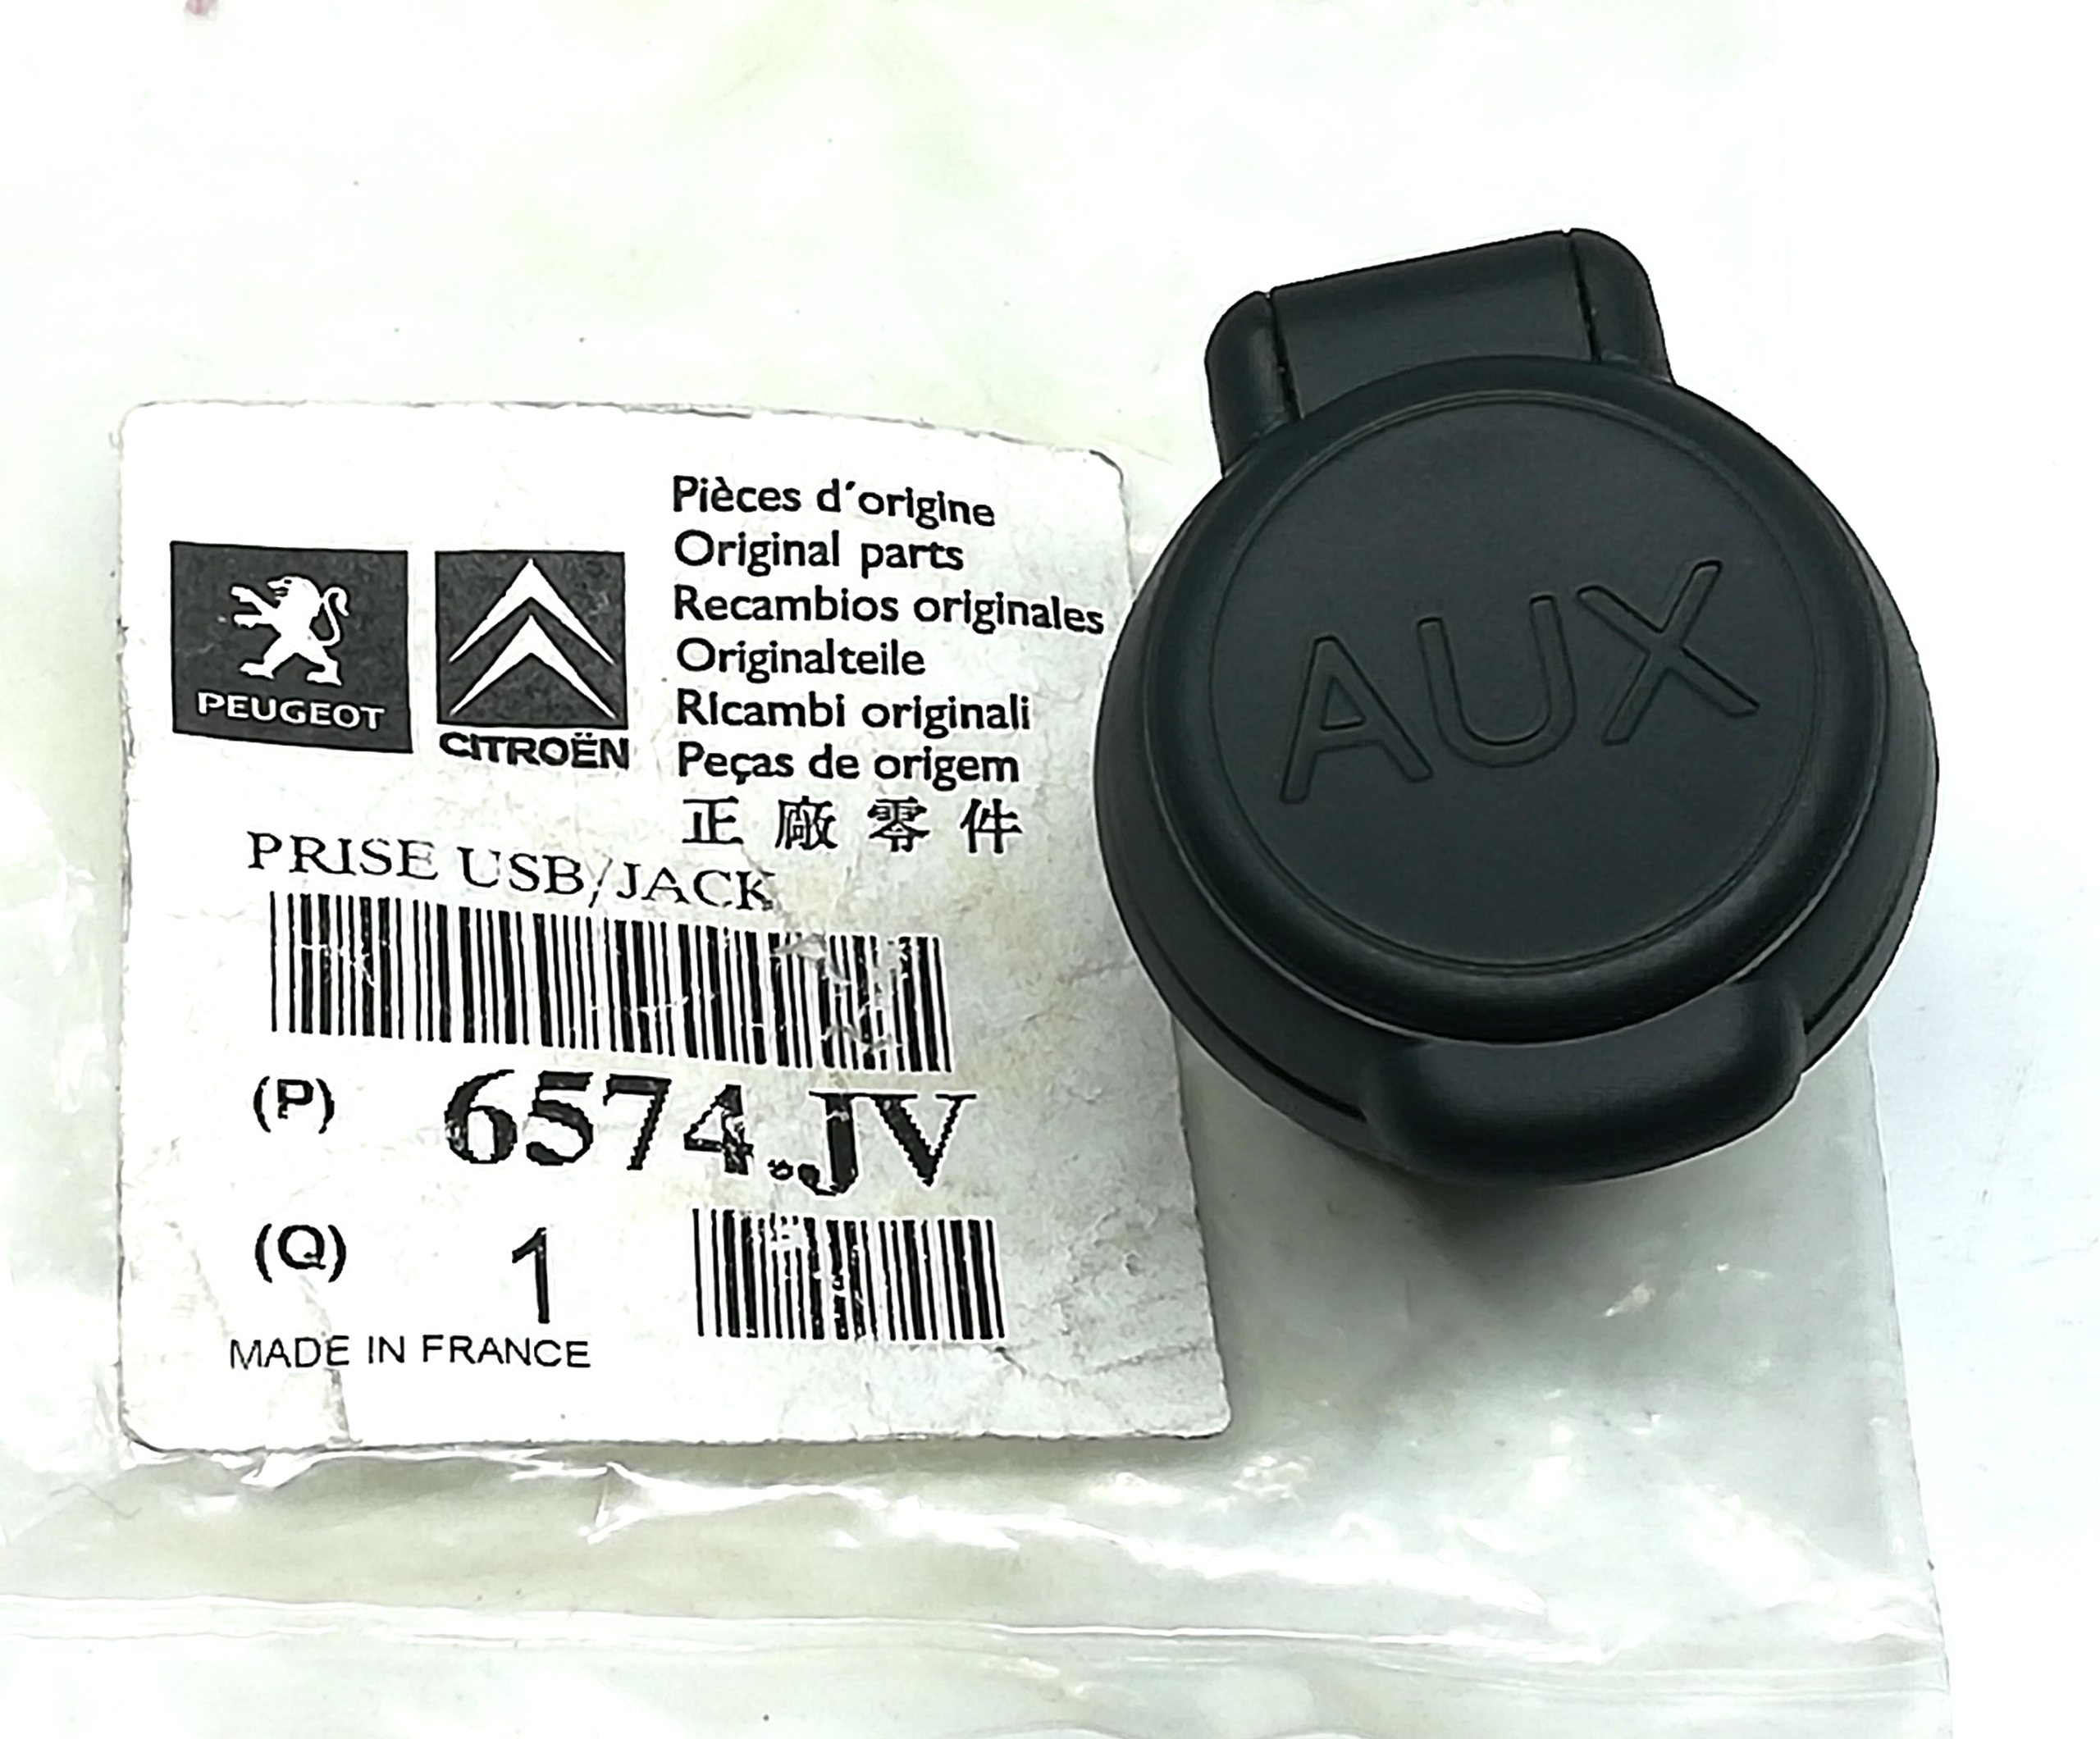 Pièces d'origine
Original parts
Recambios originales
Originalteile
Ricambi originali
Peças de origem
正廠零件
PEUGEOT
CITROËN
PRISE USB/JACK
(P) 6574.JV
(Q) 1
MADE IN FRANCE
AUX